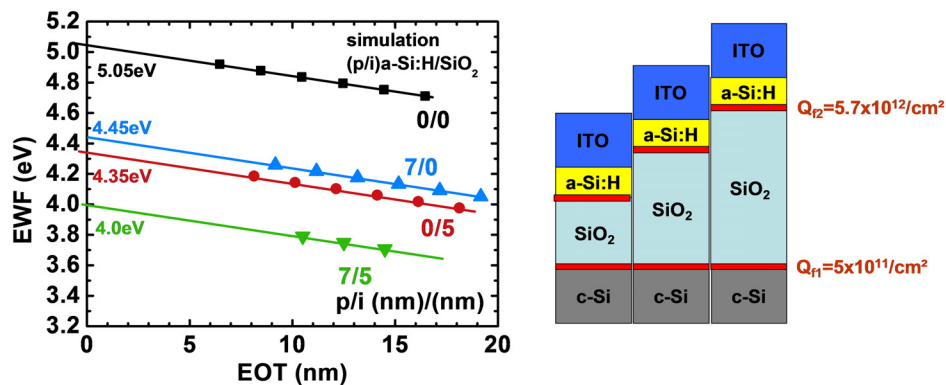 5.2
5.0
4.8
4.6
4.4
4.2
4.0
3.8
3.6
3.4
3.2
EWF (eV)
0
5
10
15
20
EOT (nm)
simulation
(p/i)a-Si:H/SiO₂
5.05eV
0/0
4.45eV
7/0
4.35eV
0/5
4.0eV
7/5
p/i (nm)/(nm)
ITO
a-Si:H
SiO₂
c-Si
ITO
a-Si:H
SiO₂
c-Si
ITO
a-Si:H
SiO₂
c-Si
Qf2=5.7x10¹²/cm²
Qf1=5x10¹¹/cm²